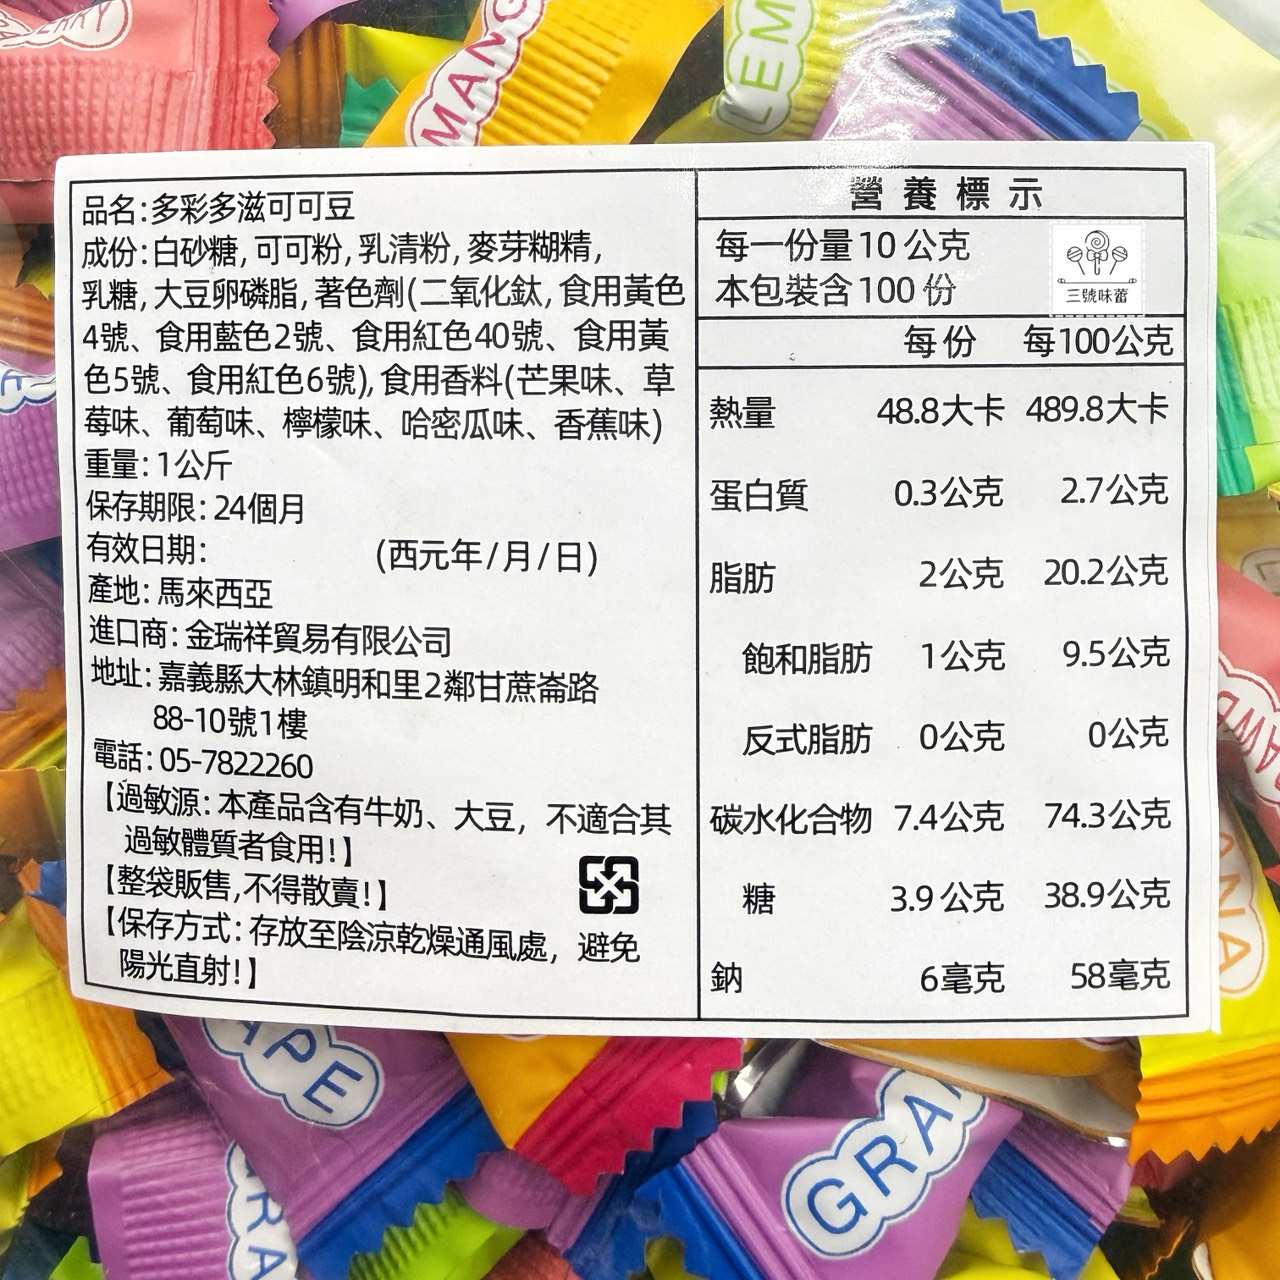 MANG
LEM
品名:多彩多滋可可豆
成份:白砂糖, 可可粉, 乳清粉, 麥芽糊精,
乳糖, 大豆卵磷脂, 著色劑(二氧化鈦, 食用黃色
4號、食用藍色2號、食用紅色40號、食用黃
色5號、食用紅色6號), 食用香料(芒果味、草
莓味、葡萄味、檸檬味、哈密瓜味、香蕉味)
重量:1公斤
保存期限:24個月
有效日期: (西元年/月/日)
產地:馬來西亞
進口商:金瑞祥貿易有限公司
地址:嘉義縣大林鎮明和里2鄰甘蔗崙路
88-10號1樓
電話:05-7822260
【過敏源:本產品含有牛奶、大豆, 不適合其
過敏體質者食用!】
【整袋販售,不得散賣!】
【保存方式:存放至陰涼乾燥通風處, 避免
陽光直射!】
營養標示
每一份量10公克
本包裝含100份
三號味蕾
每份 每100公克
熱量 48.8大卡 489.8大卡
蛋白質 0.3公克 2.7公克
脂肪 2公克 20.2公克
飽和脂肪 1公克 9.5公克
反式脂肪 0公克 0公克
碳水化合物 7.4公克 74.3公克
糖 3.9公克 38.9公克
鈉 6毫克 58毫克
APE
GRA
GRA